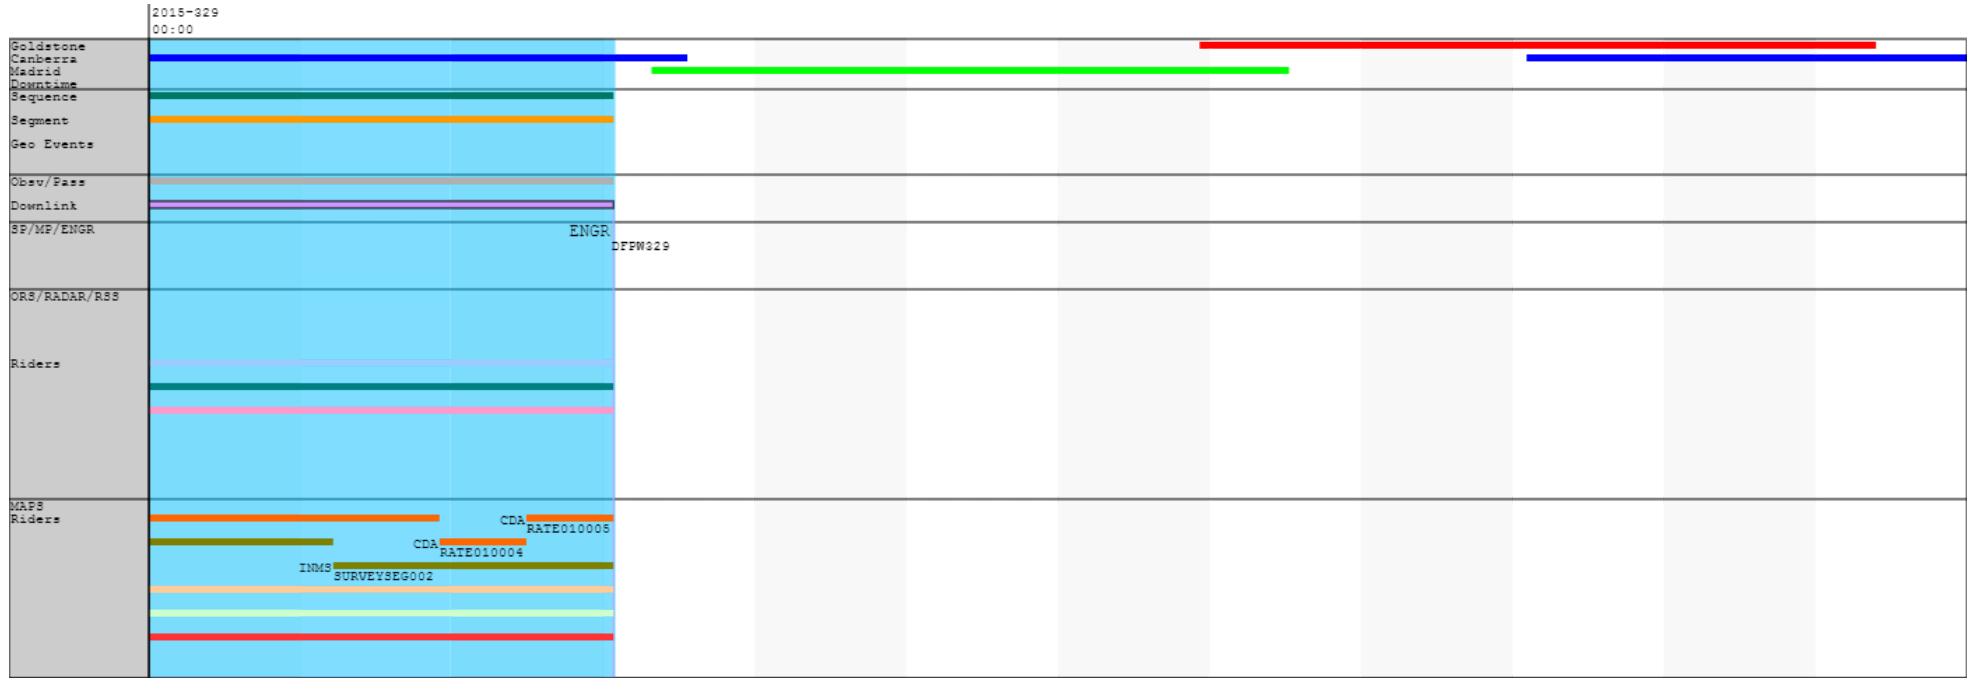 2015-329
00:00
Goldstone
Canberra
Madrid
Downtime
Sequence
Segment
Geo Events
Obsv/Pass
Downlink
SP/MP/ENGR
ENGR
DFPW329
ORS/RADAR/RSS
Riders
MAPS
Riders
CDA
RATE010005
CDA
RATE010004
INMS
SURVEYSEG002